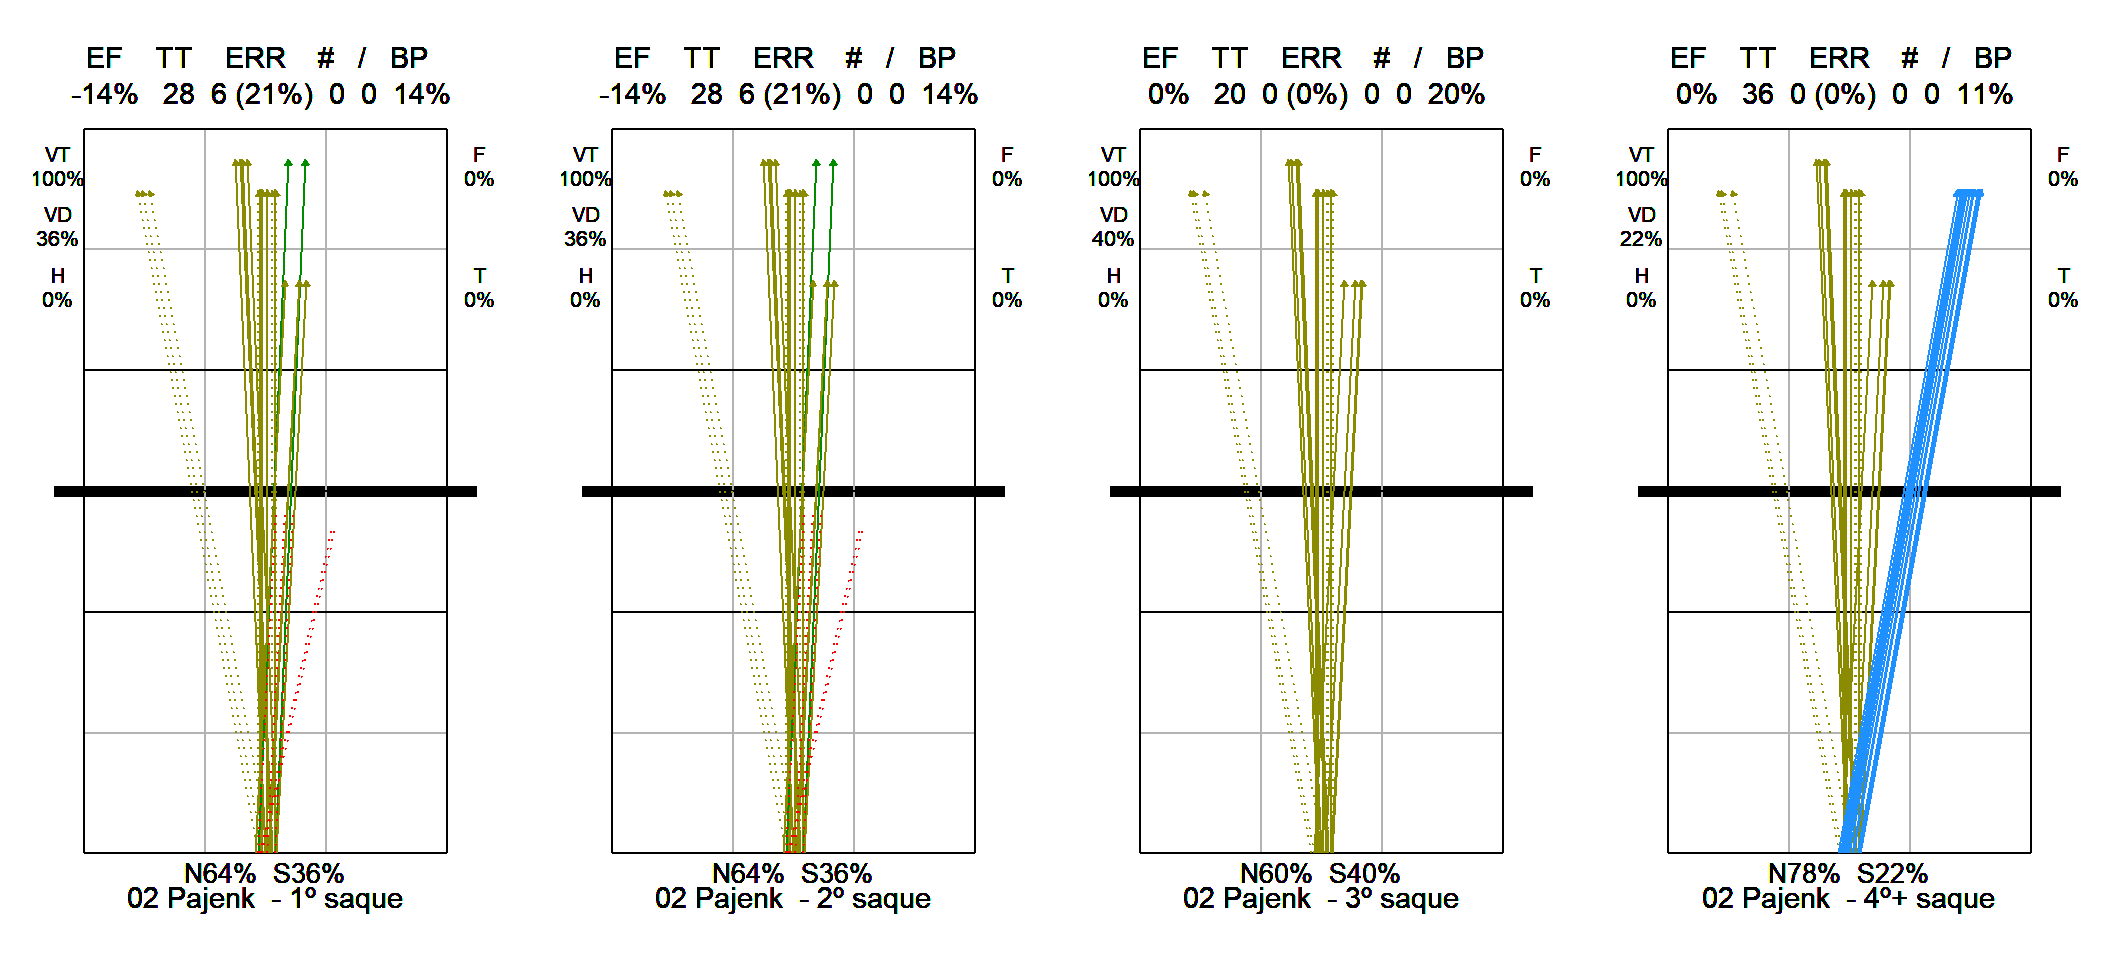 EF TT ERR # / BP
-14% 28 6 (21%) 0 0 14%
VT
100%
VD
36%
H
0%
F
0%
T
0%
N64% S36%
02 Pajenk - 1º saque
EF TT ERR # / BP
-14% 28 6 (21%) 0 0 14%
VT
100%
VD
36%
H
0%
F
0%
T
0%
N64% S36%
02 Pajenk - 2º saque
EF TT ERR # / BP
0% 20 0 (0%) 0 0 20%
VT
100%
VD
40%
H
0%
F
0%
T
0%
N60% S40%
02 Pajenk - 3º saque
EF TT ERR # / BP
0% 36 0 (0%) 0 0 11%
VT
100%
VD
22%
H
0%
F
0%
T
0%
N78% S22%
02 Pajenk - 4º+ saque